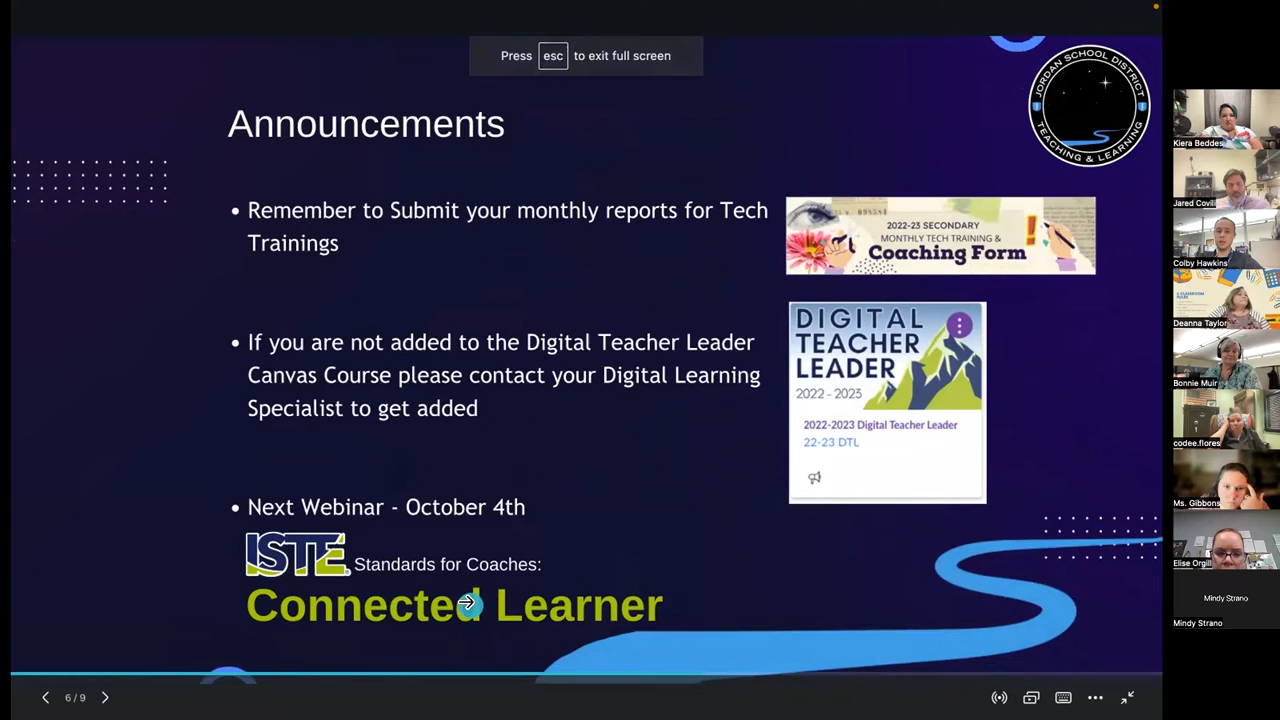 Press esc to exit full screen
JORDAN SCHOOL DISTRICT
TEACHING & LEARNING
Announcements
• Remember to Submit your monthly reports for Tech
Trainings
2022-23 SECONDARY
MONTHLY TECH TRAINING &
Coaching Form
• If you are not added to the Digital Teacher Leader
Canvas Course please contact your Digital Learning
Specialist to get added
DIGITAL
TEACHER
LEADER
2022 - 2023
2022-2023 Digital Teacher Leader
22-23 DTL
• Next Webinar - October 4th
ISTE® Standards for Coaches:
Connected Learner
6 / 9
Kiera Beddes
Jared Covili
Colby Hawkins
Deanna Taylor
Bonnie Muir
codee.flores
Ms. Gibbons
Elise Orgill
Mindy Strano
Mindy Strano